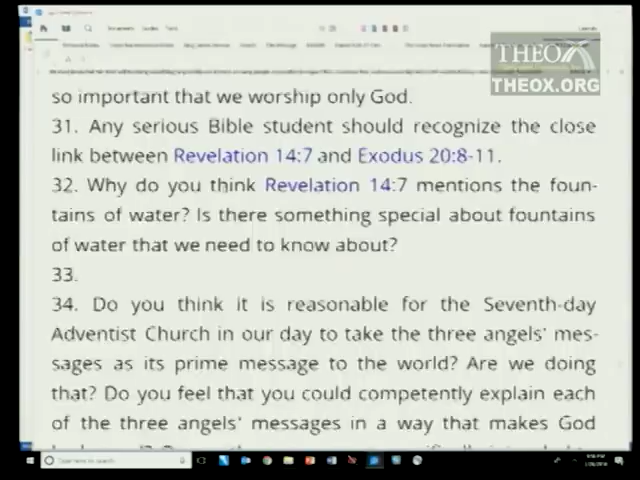 THEOX
THEOX.ORG
so important that we worship only God.
31. Any serious Bible student should recognize the close
link between Revelation 14:7 and Exodus 20:8-11.
32. Why do you think Revelation 14:7 mentions the foun-
tains of water? Is there something special about fountains
of water that we need to know about?
33.
34. Do you think it is reasonable for the Seventh-day
Adventist Church in our day to take the three angels' mes-
sages as its prime message to the world? Are we doing
that? Do you feel that you could competently explain each
of the three angels' messages in a way that makes God